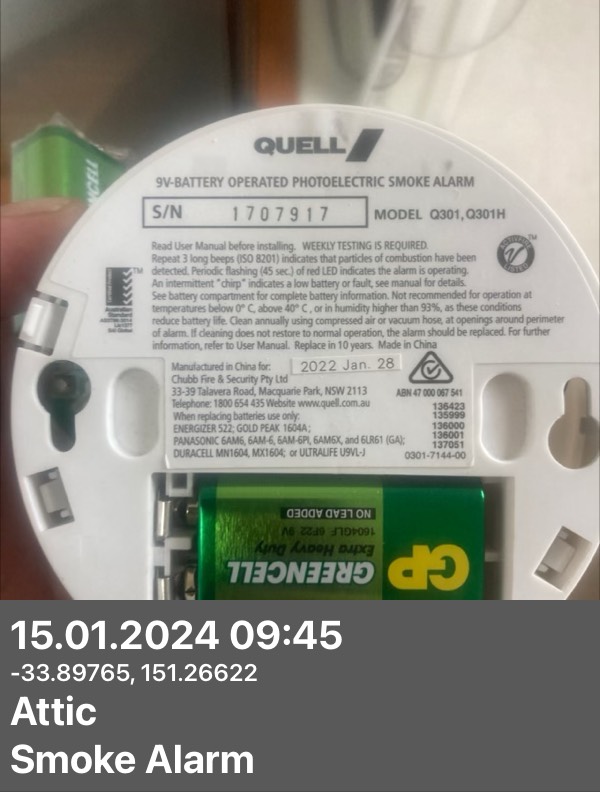 QUELL
9V-BATTERY OPERATED PHOTOELECTRIC SMOKE ALARM
S/N 1707917 MODEL Q301,Q301H
Read User Manual before installing. WEEKLY TESTING IS REQUIRED.
Repeat 3 long beeps (ISO 8201) indicates that particles of combustion have been
detected. Periodic flashing (45 sec.) of red LED indicates the alarm is operating.
An intermittent "chirp" indicates a low battery or fault, see manual for details.
See battery compartment for complete battery information. Not recommended for operation at
temperatures below 0° C, above 40° C, or in humidity higher than 93%, as these conditions
reduce battery life. Clean annually using compressed air or vacuum hose, at openings around perimeter
of alarm. If cleaning does not restore to normal operation, the alarm should be replaced. For further
information, refer to User Manual. Replace in 10 years. Made in China
TM
Australian
Standard
TM
Manufactured in China for: 2022 Jan. 28
Chubb Fire & Security Pty Ltd
33-39 Talavera Road, Macquarie Park, NSW 2113
Telephone: 1800 654 435 Website www.quell.com.au
When replacing batteries use only:
ENERGIZER 522; GOLD PEAK 1604A;
PANASONIC 6AM6, 6AM-6, 6AM-6PI, 6AM6X, and 6LR61 (GA);
DURACELL MN1604, MX1604; or ULTRALIFE U9VL-J
ABN 47 000 067 541
136423
135999
136000
136001
137051
0301-7144-00
NO LEAD ADDED
1604GLF 6F22 9V
Extra Heavy Duty
GREENCELL
GP
15.01.2024 09:45
-33.89765, 151.26622
Attic
Smoke Alarm